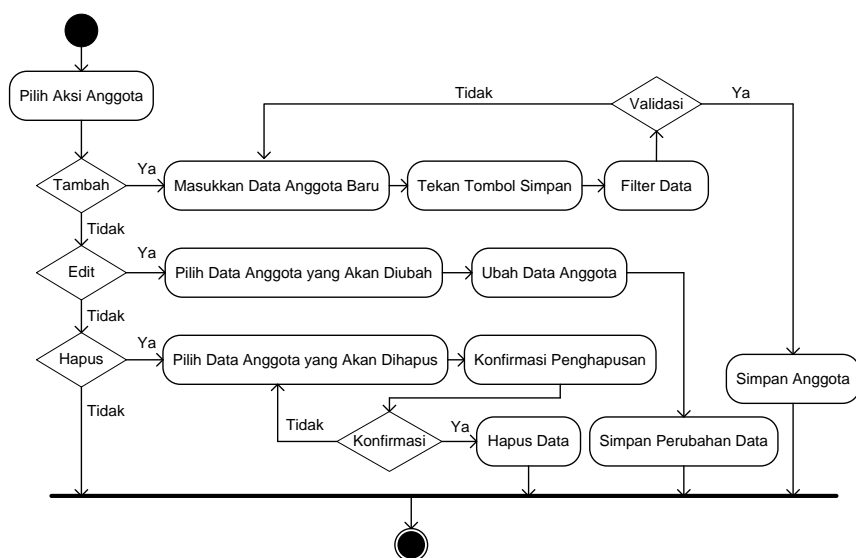 Pilih Aksi Anggota
Tidak
Validasi
Ya
Tambah
Ya
Masukkan Data Anggota Baru
Tekan Tombol Simpan
Filter Data
Tidak
Edit
Ya
Pilih Data Anggota yang Akan Diubah
Ubah Data Anggota
Tidak
Hapus
Ya
Pilih Data Anggota yang Akan Dihapus
Konfirmasi Penghapusan
Simpan Anggota
Tidak
Tidak
Konfirmasi
Ya
Hapus Data
Simpan Perubahan Data